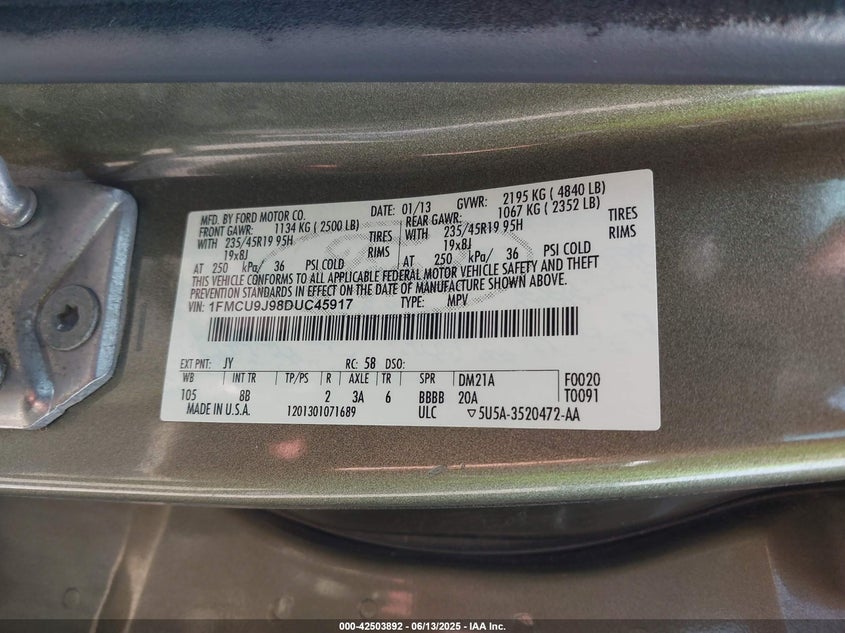 MFD. BY FORD MOTOR CO. DATE: 01/13 GVWR: 2195 KG ( 4840 LB)
FRONT GAWR: 1134 KG ( 2500 LB) REAR GAWR: 1067 KG ( 2352 LB)
WITH 235/45R19 95H TIRES WITH 235/45R19 95H TIRES
19x8J RIMS 19x8J RIMS
AT 250 kPa/ 36 PSI COLD AT 250 kPa/ 36 PSI COLD
THIS VEHICLE CONFORMS TO ALL APPLICABLE FEDERAL MOTOR VEHICLE SAFETY AND THEFT
PREVENTION STANDARDS IN EFFECT ON THE DATE OF MANUFACTURE SHOWN ABOVE.
VIN: 1FMCU9J98DUC45917 TYPE: MPV
EXT PNT: JY RC: 58 DSO:
WB INT TR TP/PS R AXLE TR SPR DM21A F0020
105 8B 2 3A 6 BBBB 20A T0091
MADE IN U.S.A. 1201301071689 ULC ▽5U5A-3520472-AA
000-42503892 - 06/13/2025 - IAA Inc.